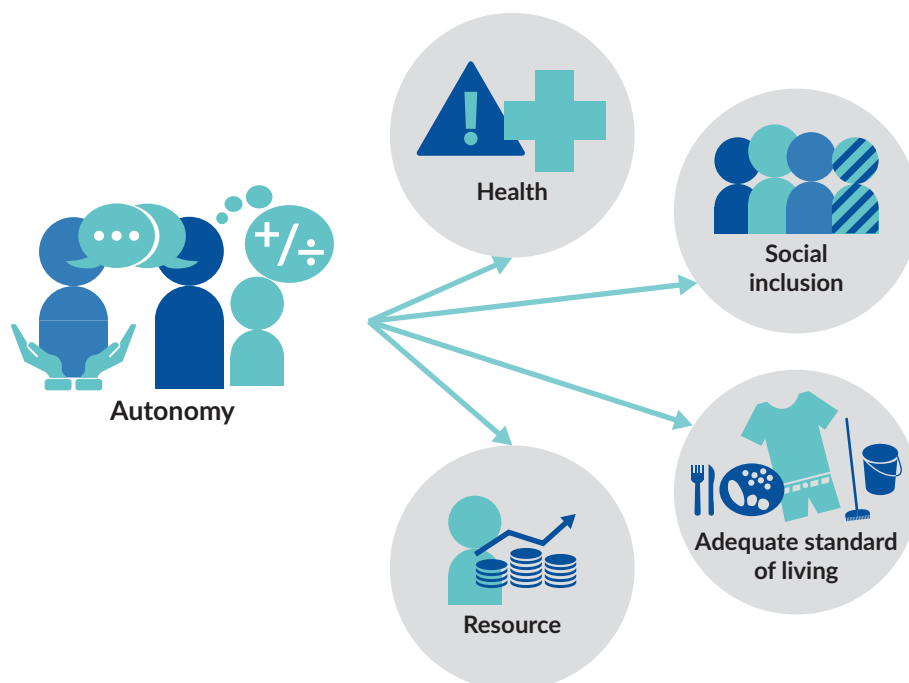 Health
Social
inclusion
+/÷
Autonomy
Adequate standard
of living
Resource